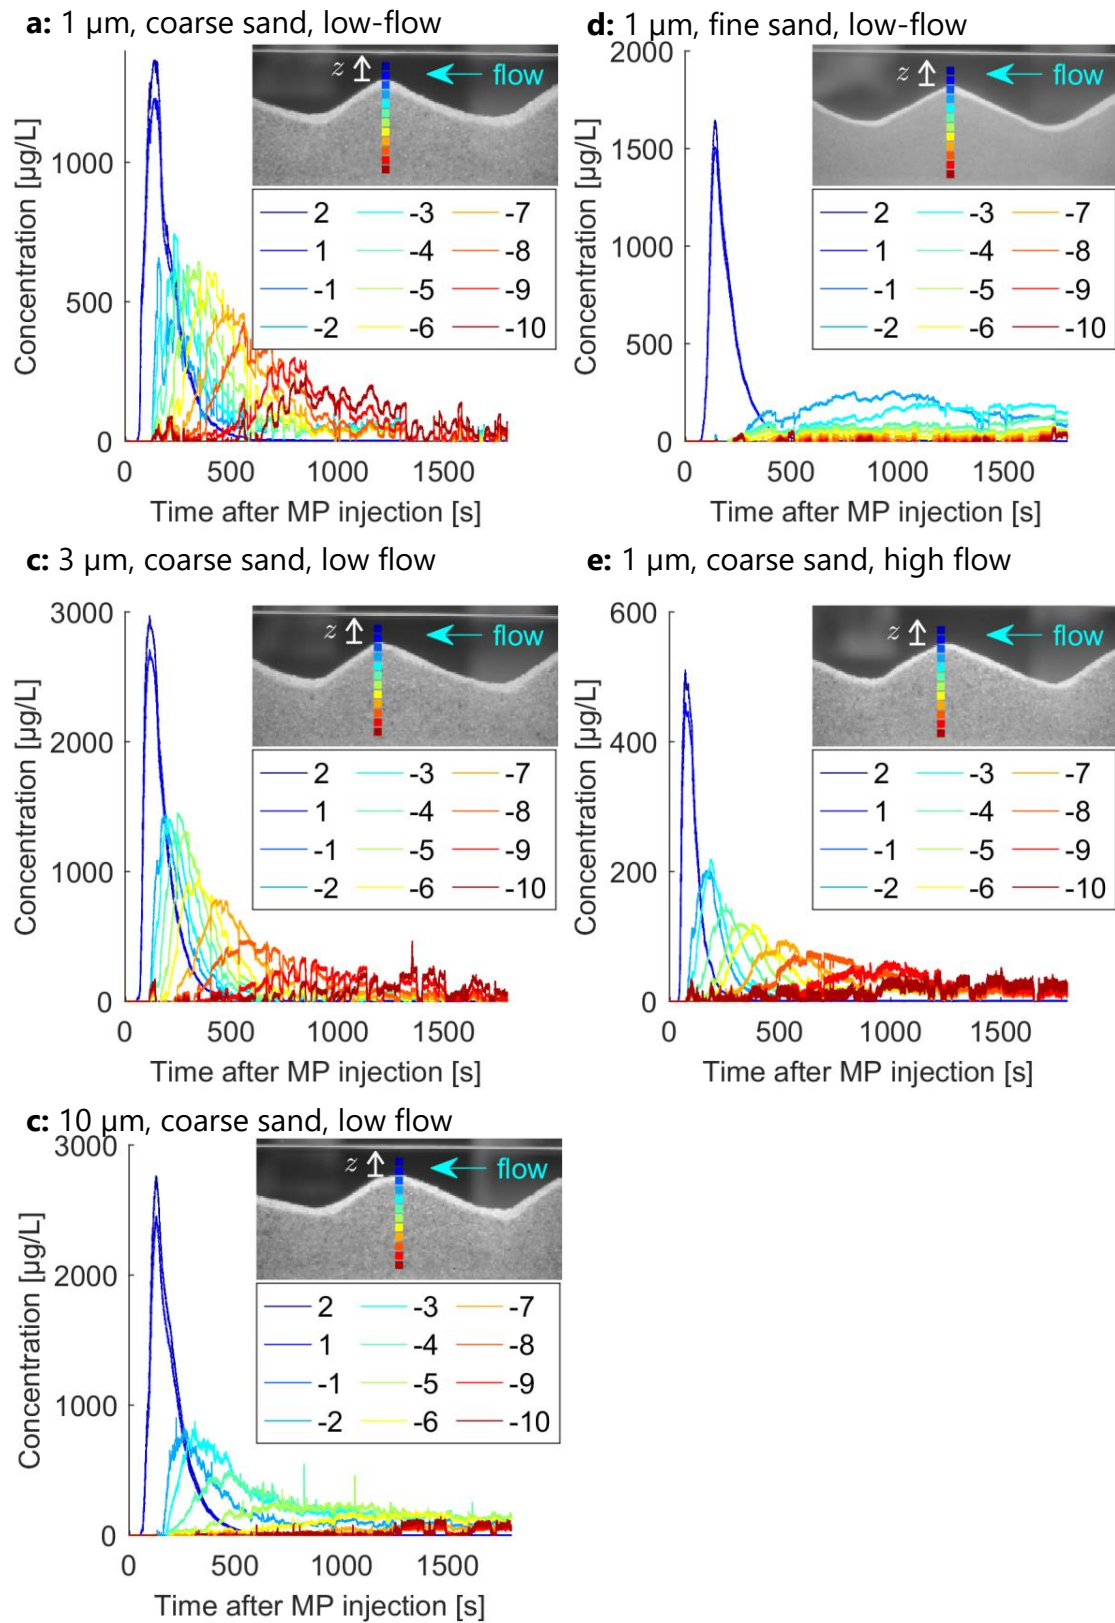 a: 1 µm, coarse sand, low-flow
Concentration [µg/L]
1000
500
0
z
flow
2 -3 -7
1 -4 -8
-1 -5 -9
-2 -6 -10
0 500 1000 1500
Time after MP injection [s]
d: 1 µm, fine sand, low-flow
Concentration [µg/L]
2000
1500
1000
500
0
z
flow
2 -3 -7
1 -4 -8
-1 -5 -9
-2 -6 -10
0 500 1000 1500
Time after MP injection [s]
c: 3 µm, coarse sand, low flow
Concentration [µg/L]
3000
2000
1000
0
z
flow
2 -3 -7
1 -4 -8
-1 -5 -9
-2 -6 -10
0 500 1000 1500
Time after MP injection [s]
e: 1 µm, coarse sand, high flow
Concentration [µg/L]
600
400
200
0
z
flow
2 -3 -7
1 -4 -8
-1 -5 -9
-2 -6 -10
0 500 1000 1500
Time after MP injection [s]
c: 10 µm, coarse sand, low flow
Concentration [µg/L]
3000
2000
1000
0
z
flow
2 -3 -7
1 -4 -8
-1 -5 -9
-2 -6 -10
0 500 1000 1500
Time after MP injection [s]